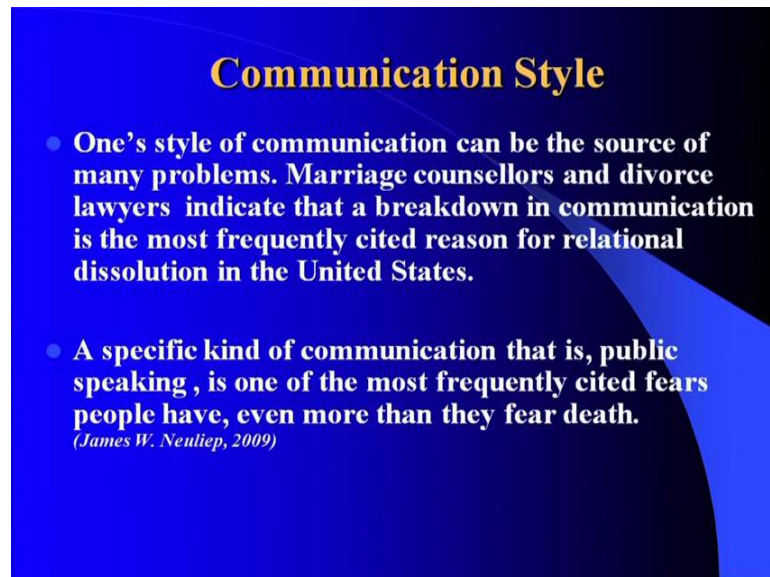 Communication Style
One's style of communication can be the source of
many problems. Marriage counsellors and divorce
lawyers indicate that a breakdown in communication
is the most frequently cited reason for relational
dissolution in the United States.
A specific kind of communication that is, public
speaking , is one of the most frequently cited fears
people have, even more than they fear death.
(James W. Neuliep, 2009)